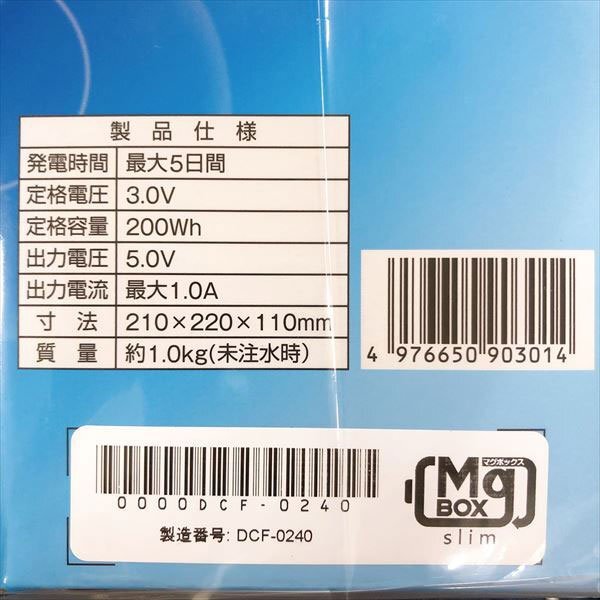 製品仕様
発電時間 最大5日間
定格電圧 3.0V
定格容量 200Wh
出力電圧 5.0V
出力電流 最大1.0A
寸法 210×220×110mm
質量 約1.0kg(未注水時)
4 976650 903014
0000DCF-0240
製造番号: DCF-0240
マグボックス
Mg
BOX
slim